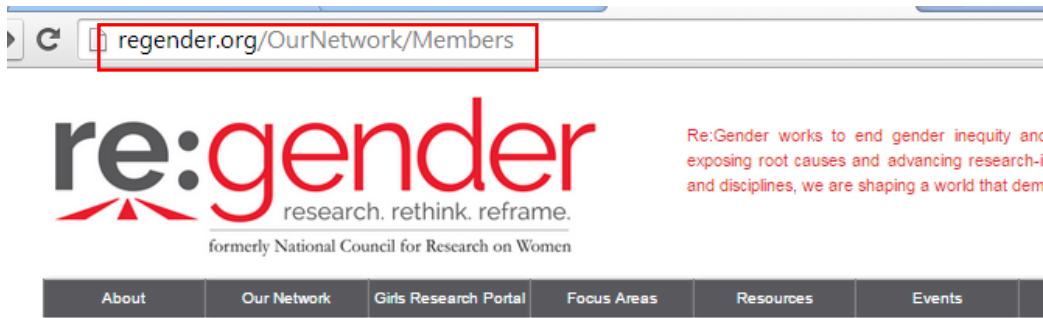 regender.org/OurNetwork/Members
re:gender
research. rethink. reframe.
formerly National Council for Research on Women
Re:Gender works to end gender inequity and
exposing root causes and advancing research-i
and disciplines, we are shaping a world that dem
About Our Network Girls Research Portal Focus Areas Resources Events